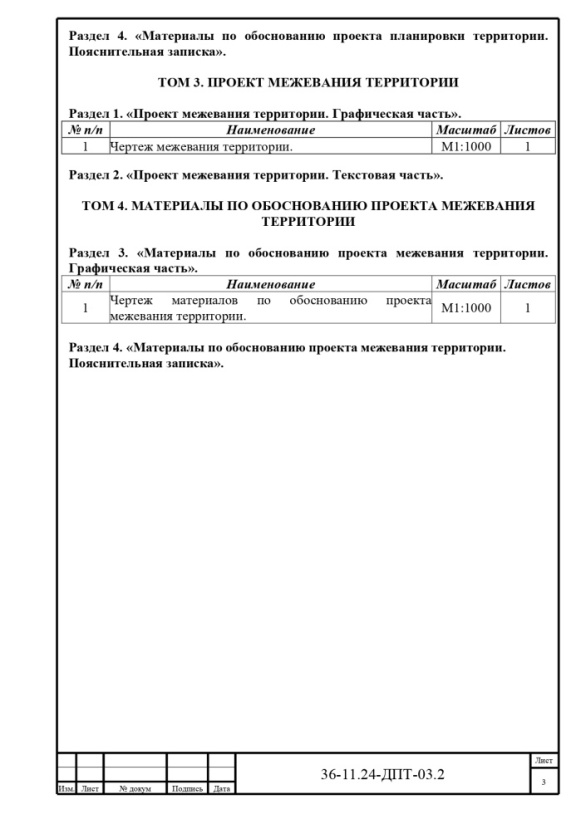 Раздел 4. «Материалы по обоснованию проекта планировки территории.
Пояснительная записка».
ТОМ 3. ПРОЕКТ МЕЖЕВАНИЯ ТЕРРИТОРИИ
Раздел 1. «Проект межевания территории. Графическая часть».
№ п/п Наименование Масштаб Листов
1 Чертеж межевания территории. М1:1000 1
Раздел 2. «Проект межевания территории. Текстовая часть».
ТОМ 4. МАТЕРИАЛЫ ПО ОБОСНОВАНИЮ ПРОЕКТА МЕЖЕВАНИЯ
ТЕРРИТОРИИ
Раздел 3. «Материалы по обоснованию проекта межевания территории.
Графическая часть».
№ п/п Наименование Масштаб Листов
1 Чертеж материалов по обоснованию проекта
межевания территории. М1:1000 1
Раздел 4. «Материалы по обоснованию проекта межевания территории.
Пояснительная записка».
36-11.24-ДПТ-03.2
Лист
3
Изм. Лист № докум Подпись Дата